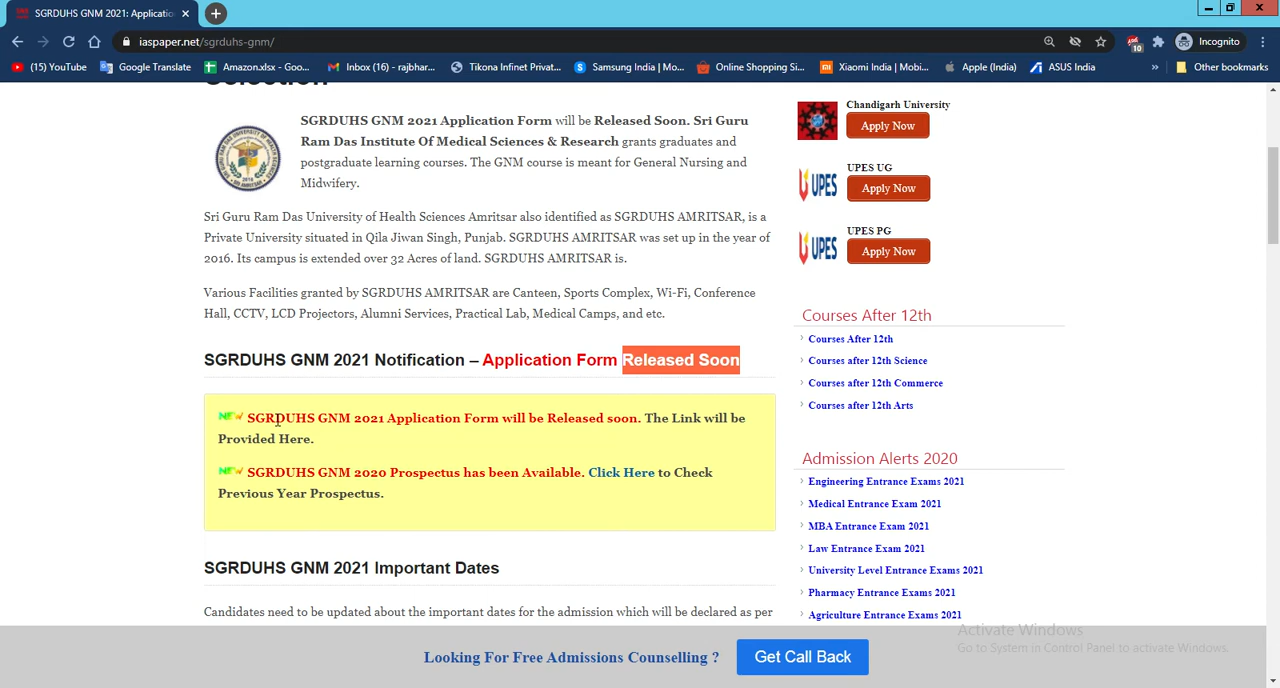 SGRDUHS GNM 2021: Applicatio
iaspaper.net/sgrduhs-gnm/
Incognito
10
(15) YouTube
Google Translate
Amazon.xlsx - Goo...
Inbox (16) - rajbhar...
Tikona Infinet Privat...
Samsung India | Mo...
Online Shopping Si...
Xiaomi India | Mobi...
Apple (India)
ASUS India
»
Other bookmarks
Selection
SGRDUHS GNM 2021 Application Form will be Released Soon. Sri Guru
Ram Das Institute Of Medical Sciences & Research grants graduates and
postgraduate learning courses. The GNM course is meant for General Nursing and
Midwifery.
Sri Guru Ram Das University of Health Sciences Amritsar also identified as SGRDUHS AMRITSAR, is a
Private University situated in Qila Jiwan Singh, Punjab. SGRDUHS AMRITSAR was set up in the year of
2016. Its campus is extended over 32 Acres of land. SGRDUHS AMRITSAR is.
Various Facilities granted by SGRDUHS AMRITSAR are Canteen, Sports Complex, Wi-Fi, Conference
Hall, CCTV, LCD Projectors, Alumni Services, Practical Lab, Medical Camps, and etc.
SGRDUHS GNM 2021 Notification – Application Form Released Soon
NEW SGRDUHS GNM 2021 Application Form will be Released soon. The Link will be
Provided Here.
NEW SGRDUHS GNM 2020 Prospectus has been Available. Click Here to Check
Previous Year Prospectus.
SGRDUHS GNM 2021 Important Dates
Candidates need to be updated about the important dates for the admission which will be declared as per
Chandigarh University
Apply Now
UPES UG
UPES
Apply Now
UPES PG
UPES
Apply Now
Courses After 12th
Courses After 12th
Courses after 12th Science
Courses after 12th Commerce
Courses after 12th Arts
Admission Alerts 2020
Engineering Entrance Exams 2021
Medical Entrance Exam 2021
MBA Entrance Exam 2021
Law Entrance Exam 2021
University Level Entrance Exams 2021
Pharmacy Entrance Exams 2021
Agriculture Entrance Exams 2021
Activate Windows
Go to System in Control Panel to activate Windows.
Looking For Free Admissions Counselling ?
Get Call Back